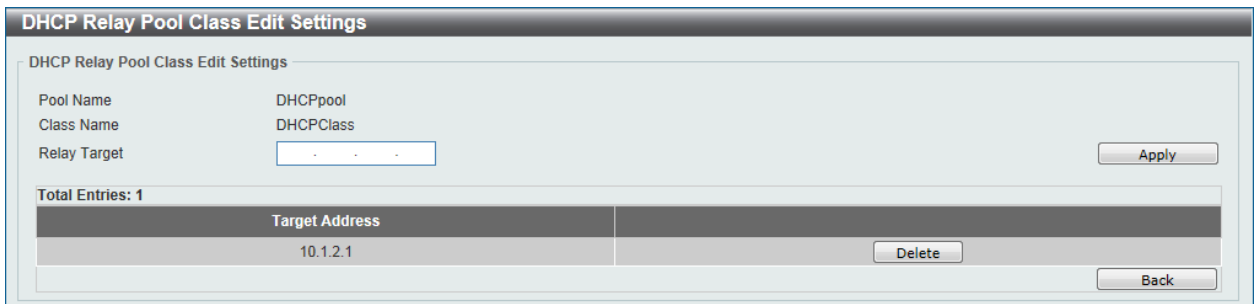 DHCP Relay Pool Class Edit Settings
DHCP Relay Pool Class Edit Settings
Pool Name DHCPpool
Class Name DHCPClass
Relay Target . . . Apply
Total Entries: 1
Target Address
10.1.2.1 Delete
Back